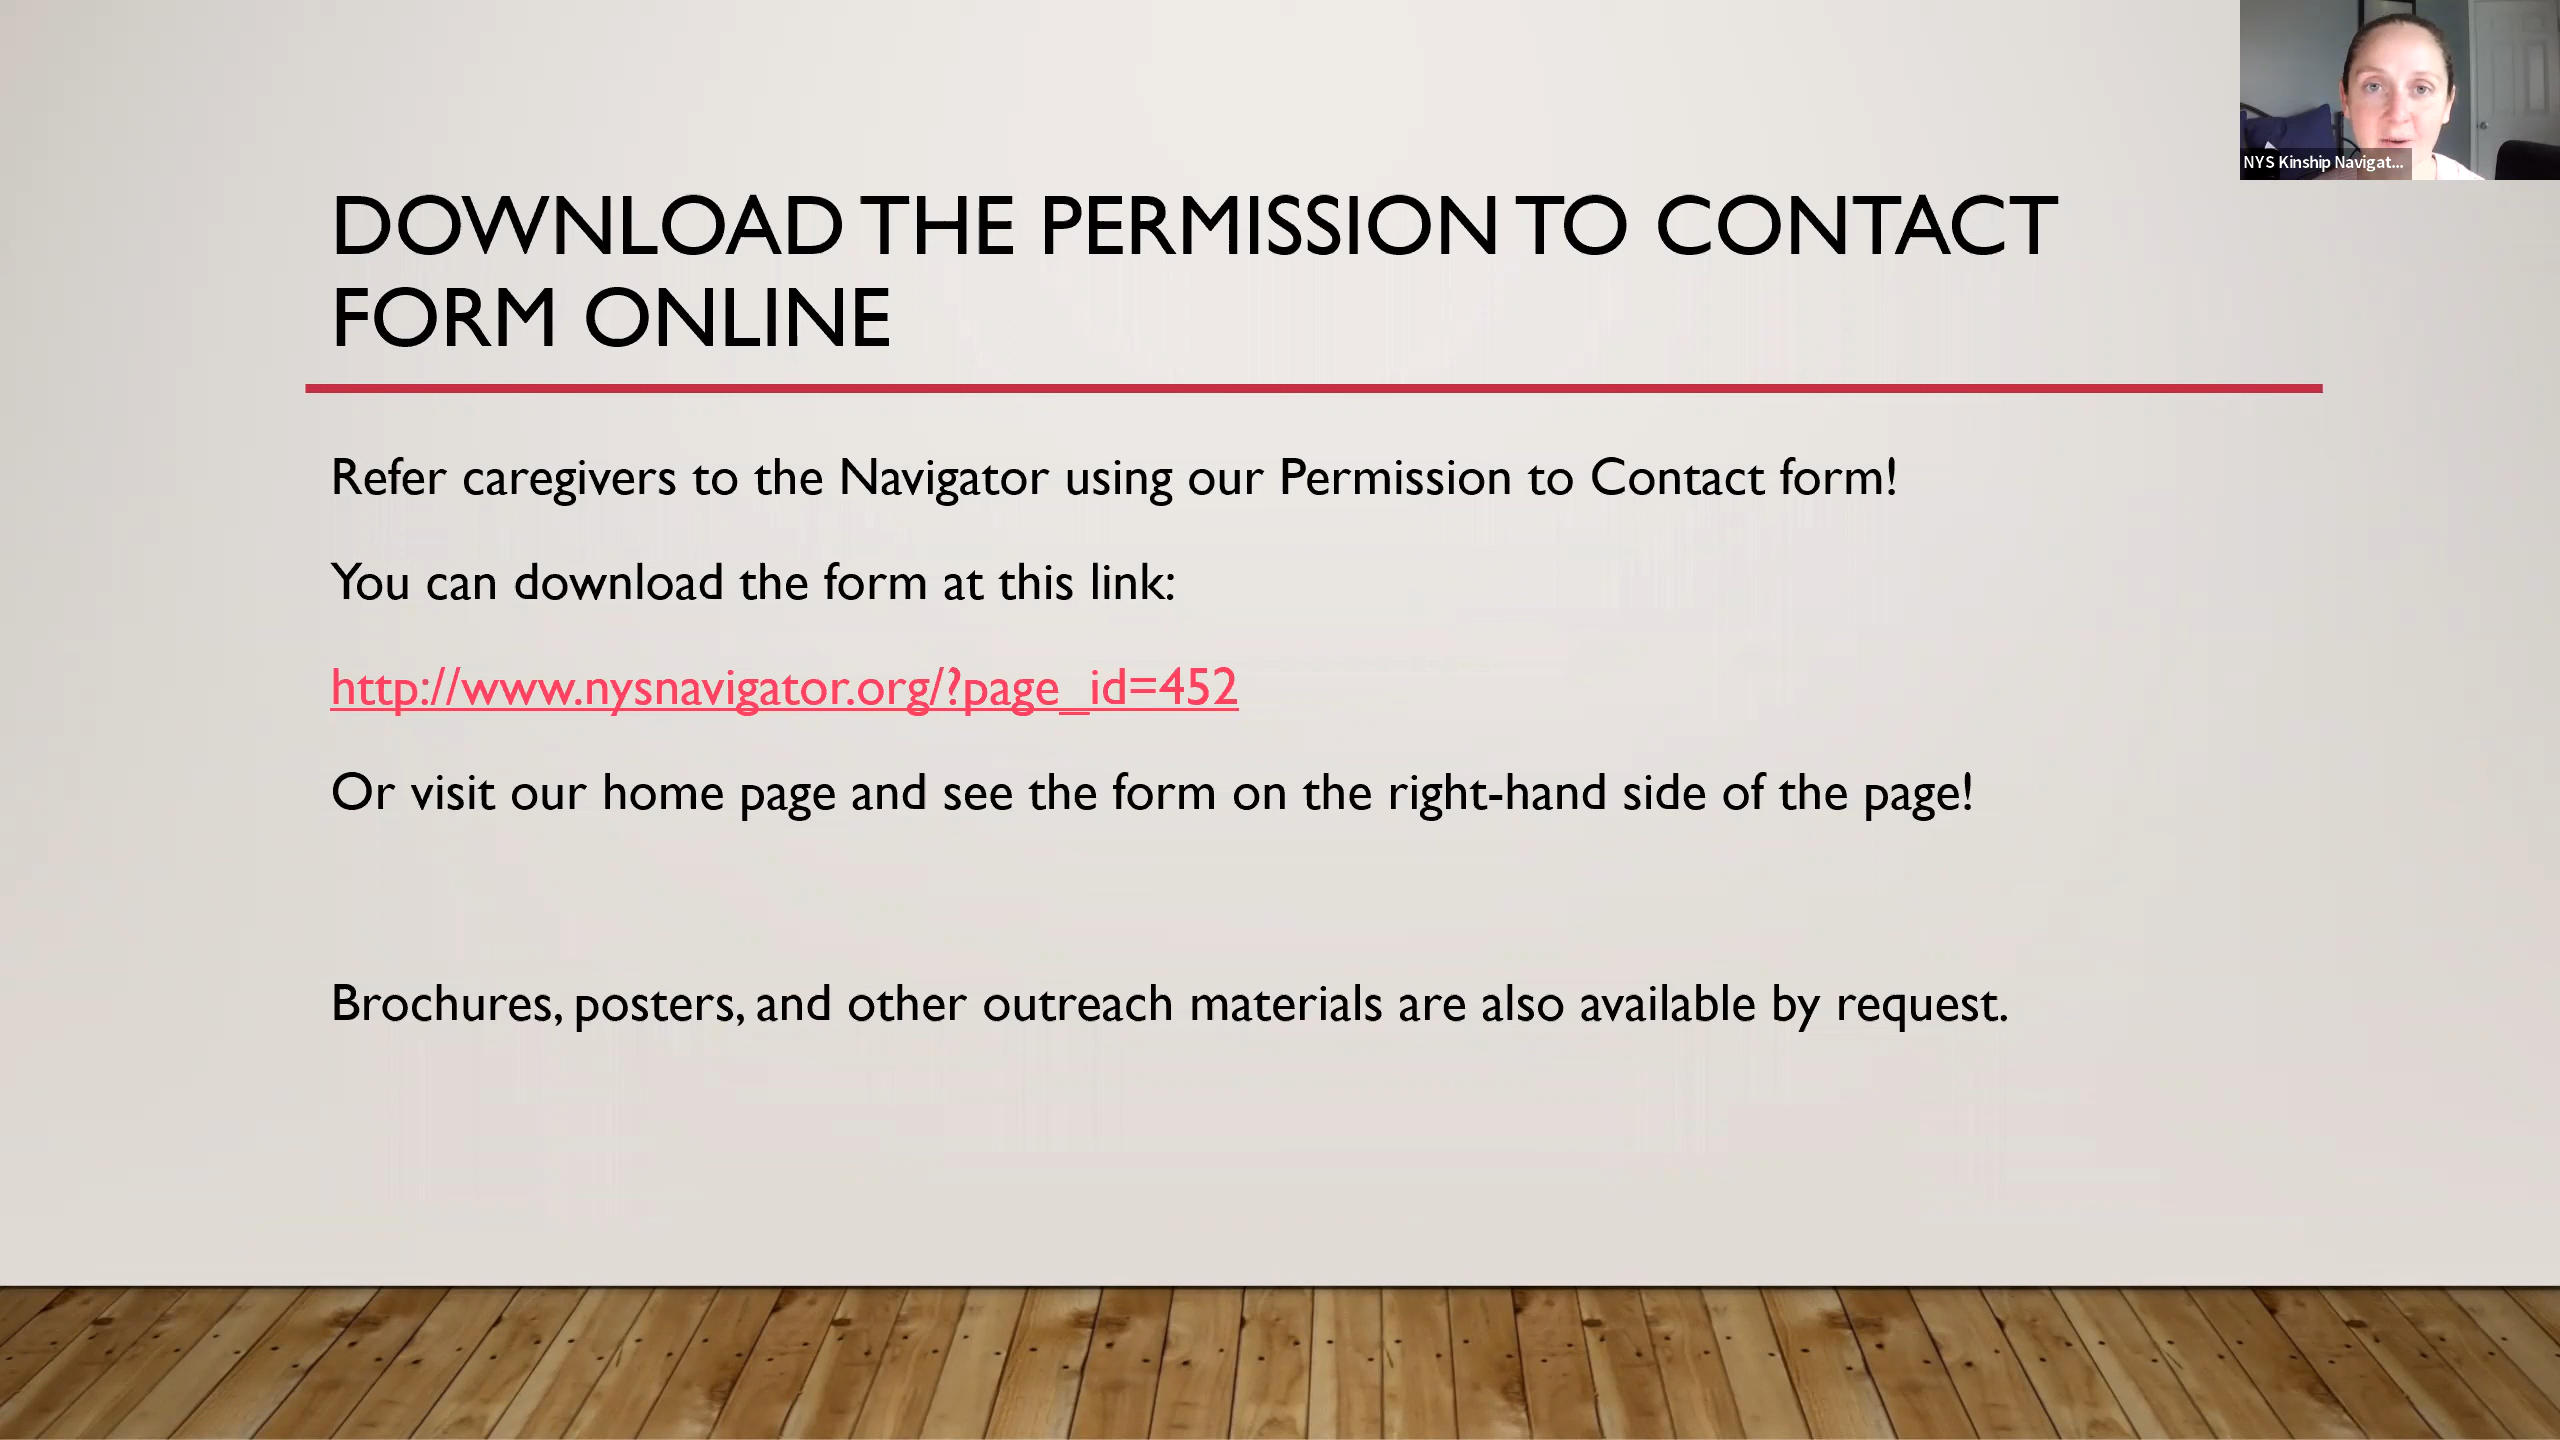 NYS Kinship Navigat...
DOWNLOAD THE PERMISSION TO CONTACT
FORM ONLINE
Refer caregivers to the Navigator using our Permission to Contact form!
You can download the form at this link:
http://www.nysnavigator.org/?page_id=452
Or visit our home page and see the form on the right-hand side of the page!
Brochures, posters, and other outreach materials are also available by request.